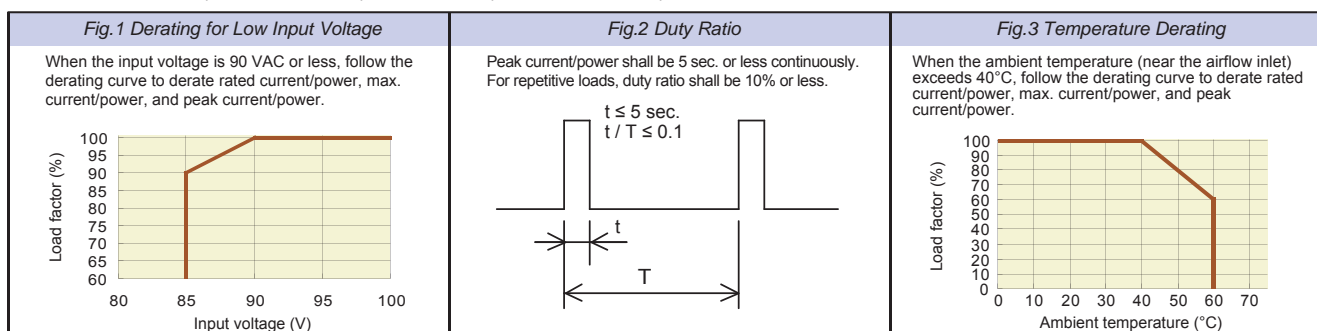 Fig.1 Derating for Low Input Voltage
When the input voltage is 90 VAC or less, follow the
derating curve to derate rated current/power, max.
current/power, and peak current/power.
Load factor (%)
100
95
90
85
80
75
70
65
60
80 85 90 95 100
Input voltage (V)
Fig.2 Duty Ratio
Peak current/power shall be 5 sec. or less continuously.
For repetitive loads, duty ratio shall be 10% or less.
t ≤ 5 sec.
t / T ≤ 0.1
t
T
Fig.3 Temperature Derating
When the ambient temperature (near the airflow inlet)
exceeds 40°C, follow the derating curve to derate rated
current/power, max. current/power, and peak
current/power.
Load factor (%)
100
90
80
70
60
50
40
30
20
10
0
0 10 20 30 40 50 60 70
Ambient temperature (°C)